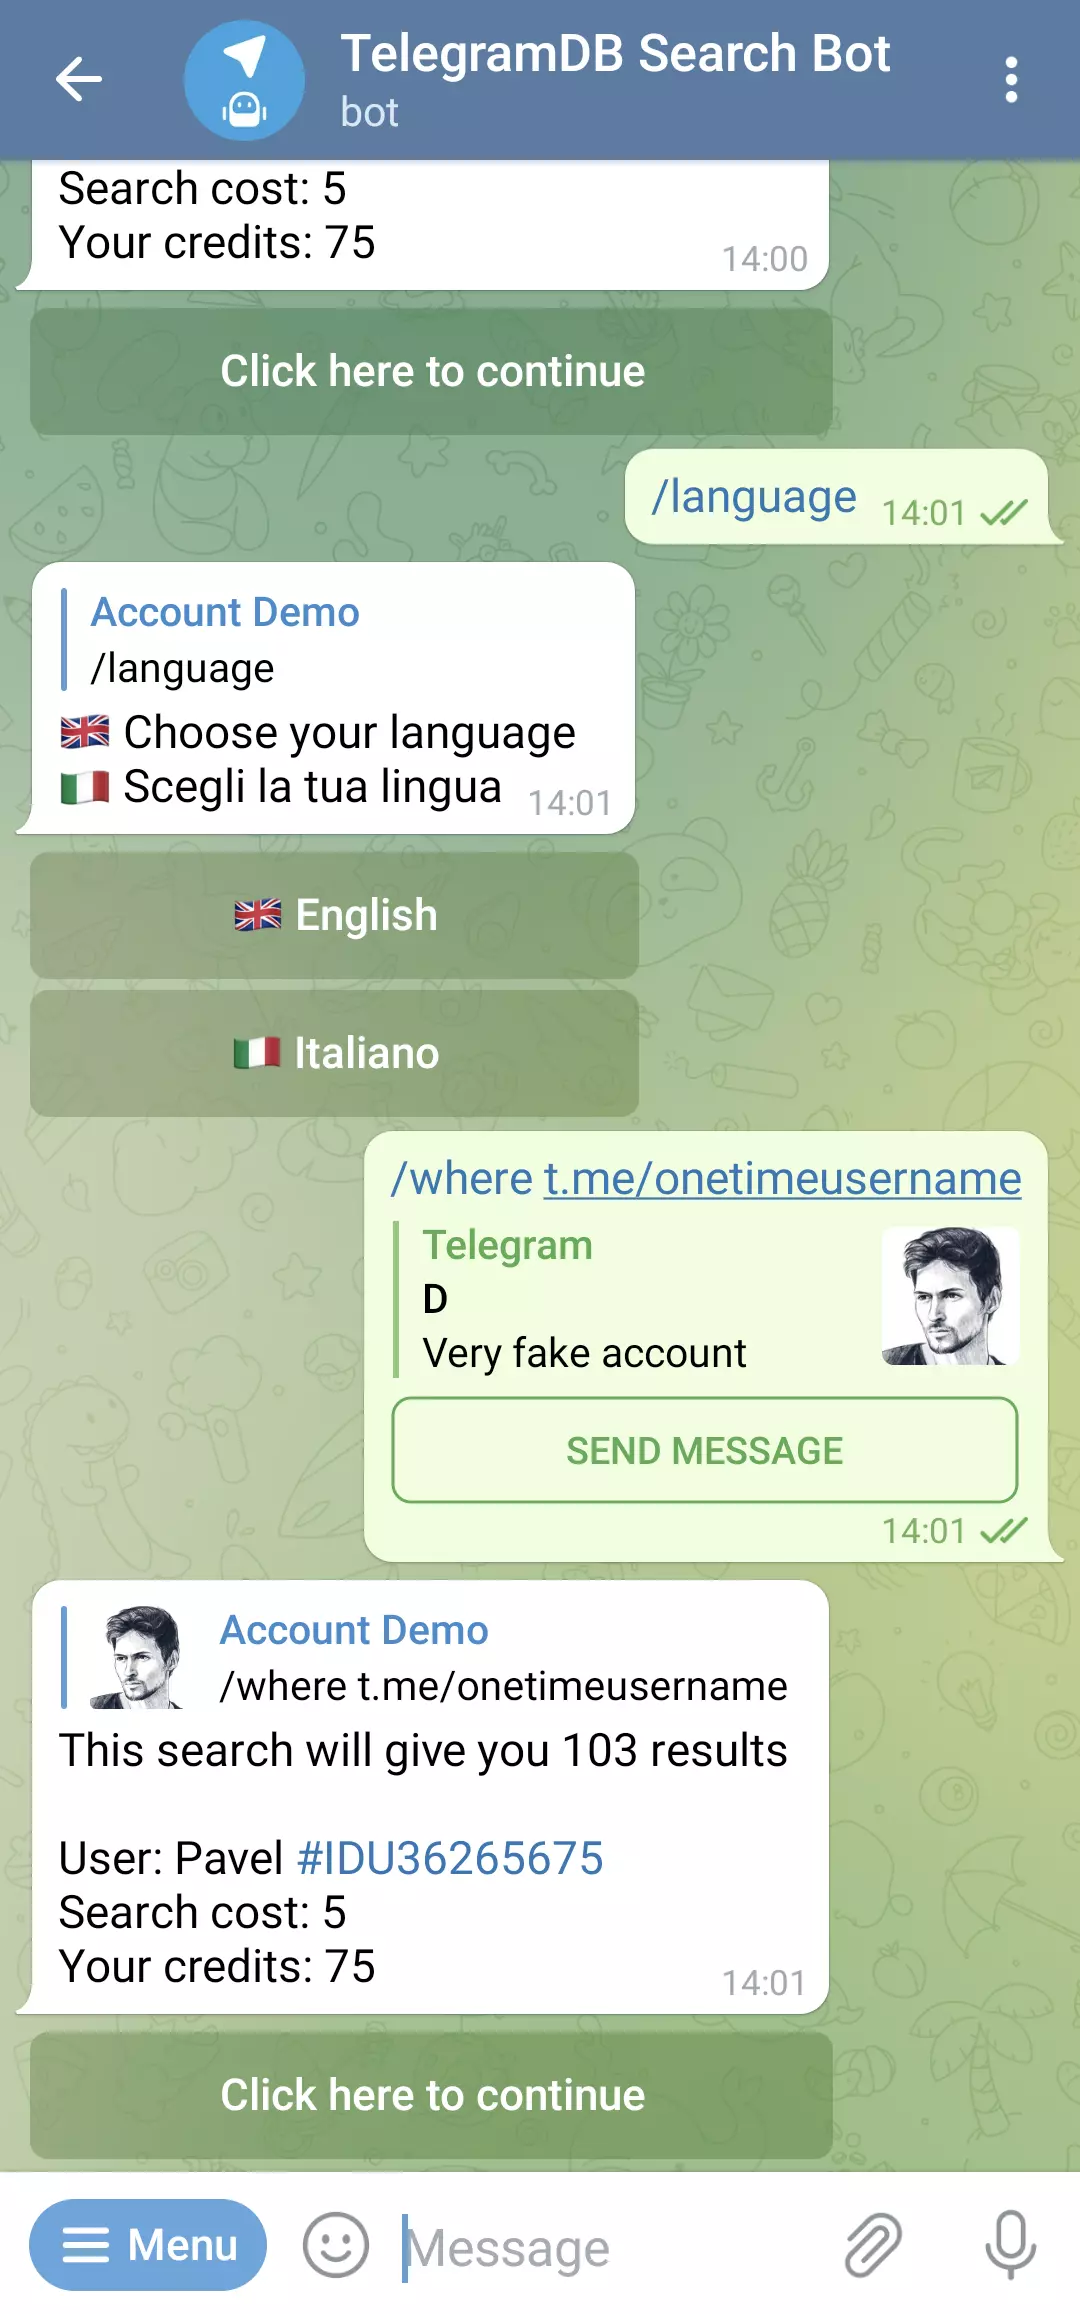 TelegramDB Search Bot
bot
Search cost: 5
Your credits: 75
14:00
Click here to continue
/language 14:01
Account Demo
/language
🇬🇧 Choose your language
🇮🇹 Scegli la tua lingua 14:01
🇬🇧 English
🇮🇹 Italiano
/where t.me/onetimeusername
Telegram
D
Very fake account
SEND MESSAGE
14:01
Account Demo
/where t.me/onetimeusername
This search will give you 103 results
User: Pavel #IDU36265675
Search cost: 5
Your credits: 75
14:01
Click here to continue
Menu Message